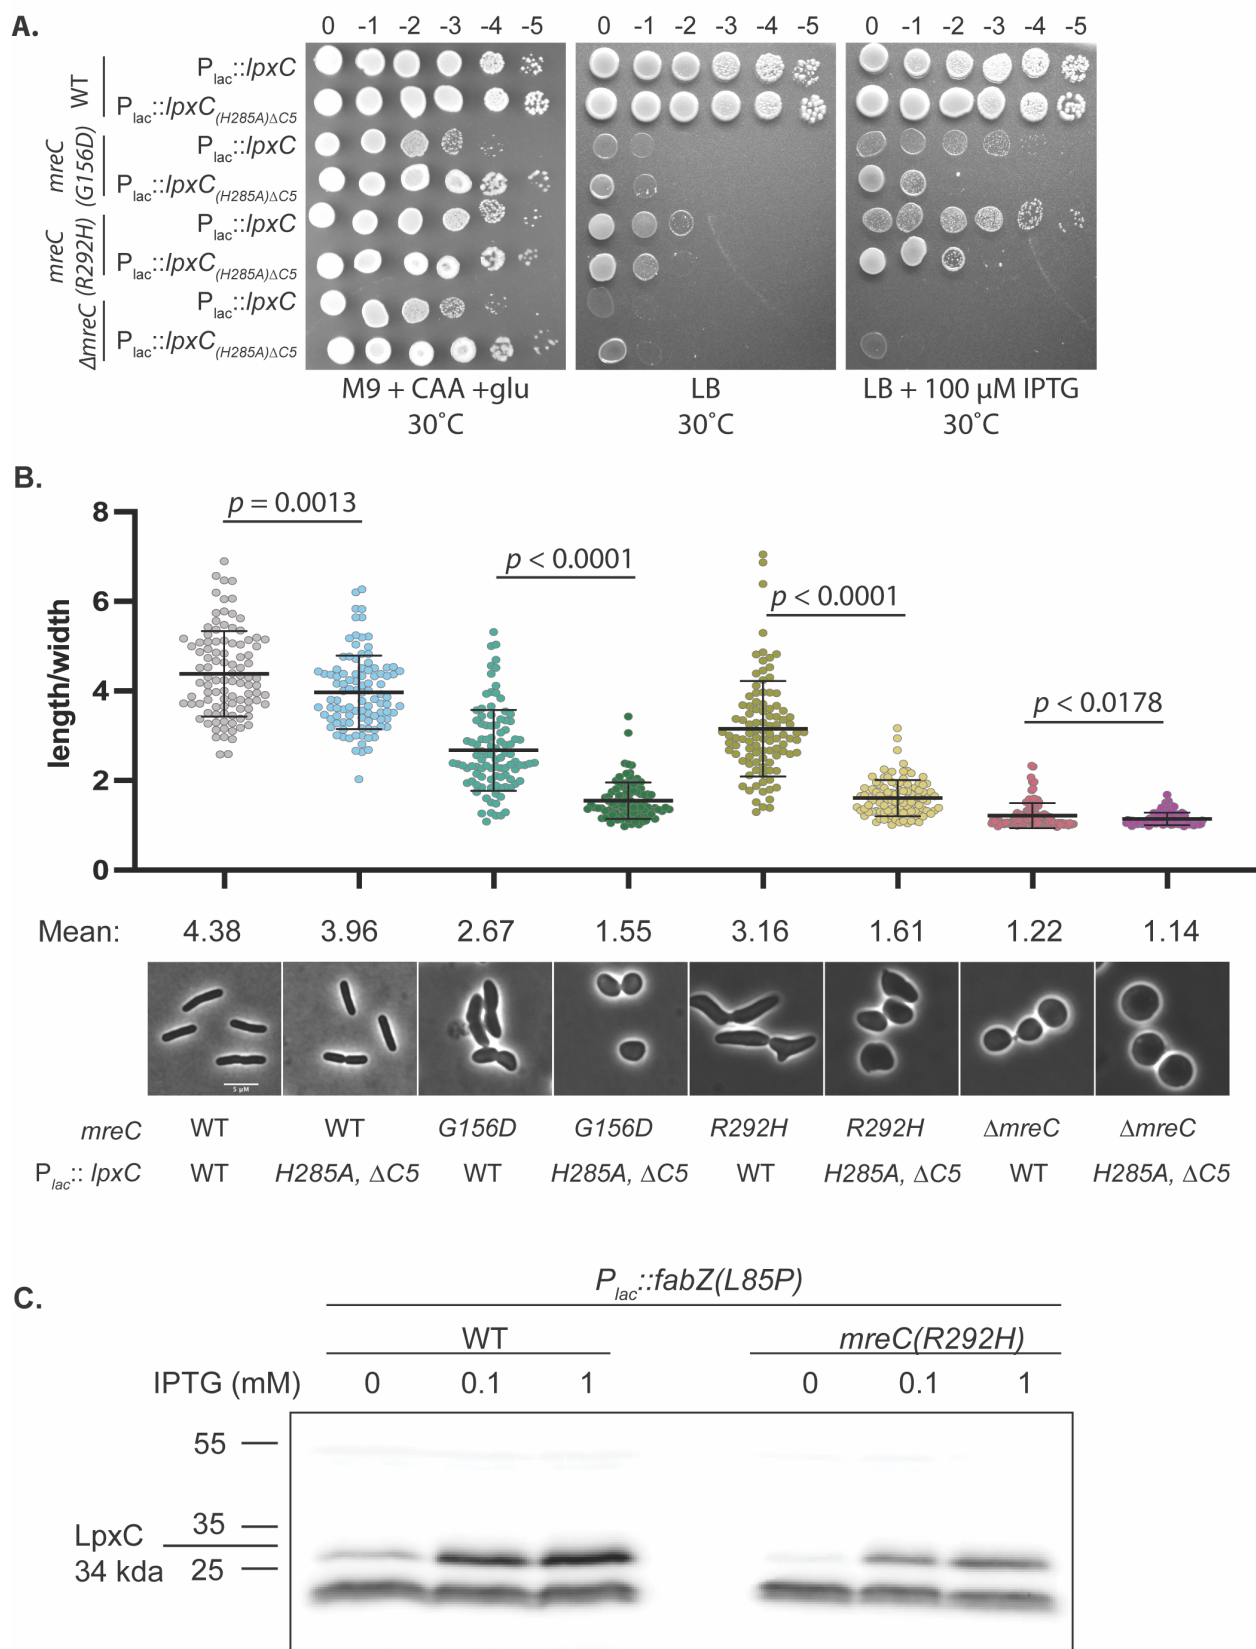 A.
0 -1 -2 -3 -4 -5 0 -1 -2 -3 -4 -5 0 -1 -2 -3 -4 -5
WT
Plac::lpxC
Plac::lpxC(H285A)ΔC5
mreC (G156D)
Plac::lpxC
Plac::lpxC(H285A)ΔC5
mreC (R292H)
Plac::lpxC
Plac::lpxC(H285A)ΔC5
ΔmreC
Plac::lpxC
Plac::lpxC(H285A)ΔC5
M9 + CAA +glu LB LB + 100 µM IPTG
30˚C 30˚C 30˚C
B.
length/width
8
6
4
2
0
p = 0.0013
p < 0.0001
p < 0.0001
p < 0.0178
Mean: 4.38 3.96 2.67 1.55 3.16 1.61 1.22 1.14
5 µM
mreC WT WT G156D G156D R292H R292H ΔmreC ΔmreC
Plac:: lpxC WT H285A, ΔC5 WT H285A, ΔC5 WT H285A, ΔC5 WT H285A, ΔC5
C.
Plac::fabZ(L85P)
WT mreC(R292H)
IPTG (mM) 0 0.1 1 0 0.1 1
55
35
LpxC
34 kda
25